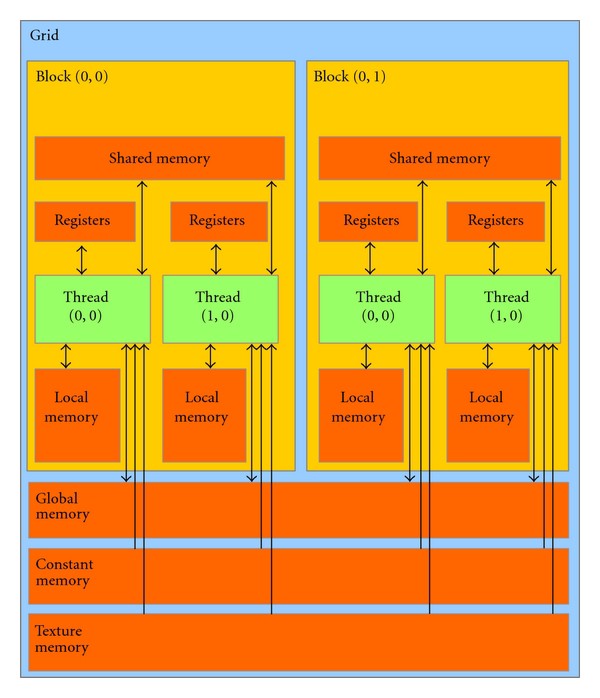 Grid
Block (0, 0)
Block (0, 1)
Shared memory
Shared memory
Registers
Registers
Registers
Registers
Thread
(0, 0)
Thread
(1, 0)
Thread
(0, 0)
Thread
(1, 0)
Local
memory
Local
memory
Local
memory
Local
memory
Global
memory
Constant
memory
Texture
memory